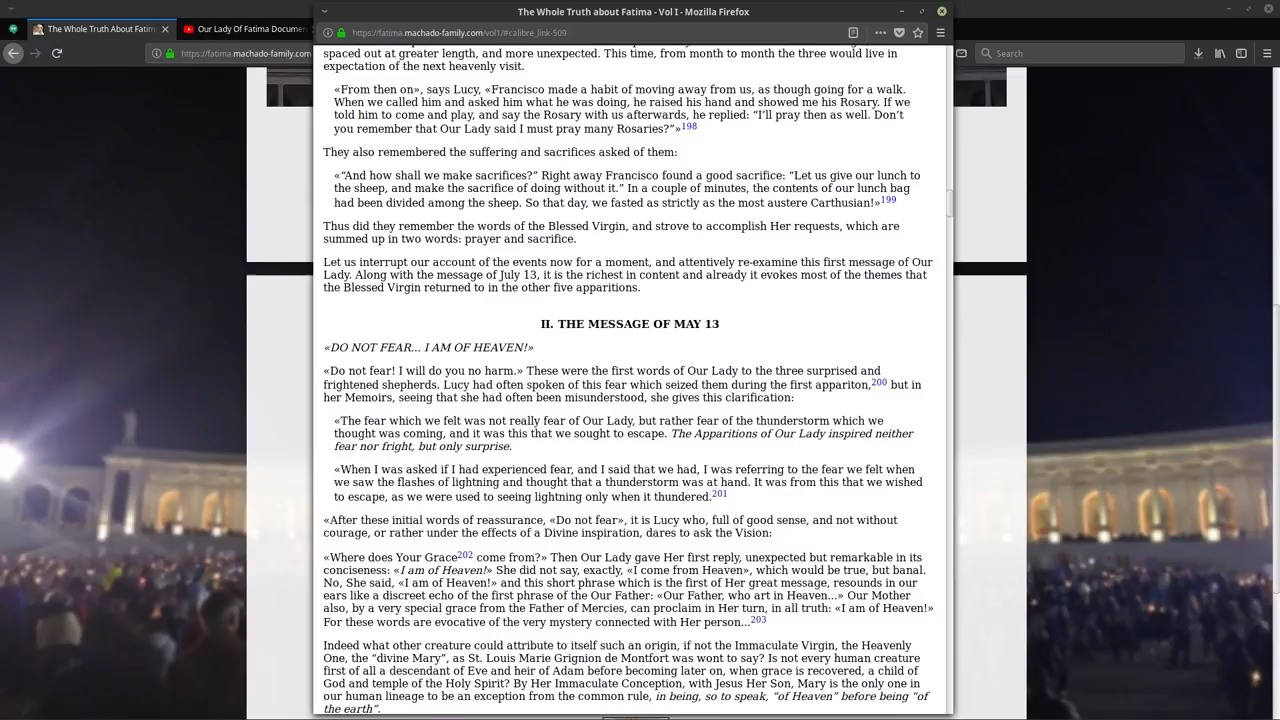 The Whole Truth about Fatima - Vol I - Mozilla Firefox
The Whole Truth About Fatim
Our Lady Of Fatima Documen
https://fatima.machado-family.com/vol1/#calibre_link-509
https://fatima.machado-family.com
Search
spaced out at greater length, and more unexpected. This time, from month to month the three would live in
expectation of the next heavenly visit.
«From then on», says Lucy, «Francisco made a habit of moving away from us, as though going for a walk.
When we called him and asked him what he was doing, he raised his hand and showed me his Rosary. If we
told him to come and play, and say the Rosary with us afterwards, he replied: “I’ll pray then as well. Don’t
you remember that Our Lady said I must pray many Rosaries?”»198
They also remembered the suffering and sacrifices asked of them:
«“And how shall we make sacrifices?” Right away Francisco found a good sacrifice: “Let us give our lunch to
the sheep, and make the sacrifice of doing without it.” In a couple of minutes, the contents of our lunch bag
had been divided among the sheep. So that day, we fasted as strictly as the most austere Carthusian!»199
Thus did they remember the words of the Blessed Virgin, and strove to accomplish Her requests, which are
summed up in two words: prayer and sacrifice.
Let us interrupt our account of the events now for a moment, and attentively re-examine this first message of Our
Lady. Along with the message of July 13, it is the richest in content and already it evokes most of the themes that
the Blessed Virgin returned to in the other five apparitions.
II. THE MESSAGE OF MAY 13
«DO NOT FEAR... I AM OF HEAVEN!»
«Do not fear! I will do you no harm.» These were the first words of Our Lady to the three surprised and
frightened shepherds. Lucy had often spoken of this fear which seized them during the first appariton,200 but in
her Memoirs, seeing that she had often been misunderstood, she gives this clarification:
«The fear which we felt was not really fear of Our Lady, but rather fear of the thunderstorm which we
thought was coming, and it was this that we sought to escape. The Apparitions of Our Lady inspired neither
fear nor fright, but only surprise.
«When I was asked if I had experienced fear, and I said that we had, I was referring to the fear we felt when
we saw the flashes of lightning and thought that a thunderstorm was at hand. It was from this that we wished
to escape, as we were used to seeing lightning only when it thundered.201
«After these initial words of reassurance, «Do not fear», it is Lucy who, full of good sense, and not without
courage, or rather under the effects of a Divine inspiration, dares to ask the Vision:
«Where does Your Grace202 come from?» Then Our Lady gave Her first reply, unexpected but remarkable in its
conciseness: «I am of Heaven!» She did not say, exactly, «I come from Heaven», which would be true, but banal.
No, She said, «I am of Heaven!» and this short phrase which is the first of Her great message, resounds in our
ears like a discreet echo of the first phrase of the Our Father: «Our Father, who art in Heaven...» Our Mother
also, by a very special grace from the Father of Mercies, can proclaim in Her turn, in all truth: «I am of Heaven!»
For these words are evocative of the very mystery connected with Her person...203
Indeed what other creature could attribute to itself such an origin, if not the Immaculate Virgin, the Heavenly
One, the “divine Mary”, as St. Louis Marie Grignion de Montfort was wont to say? Is not every human creature
first of all a descendant of Eve and heir of Adam before becoming later on, when grace is recovered, a child of
God and temple of the Holy Spirit? By Her Immaculate Conception, with Jesus Her Son, Mary is the only one in
our human lineage to be an exception from the common rule, in being, so to speak, “of Heaven” before being “of
the earth”.